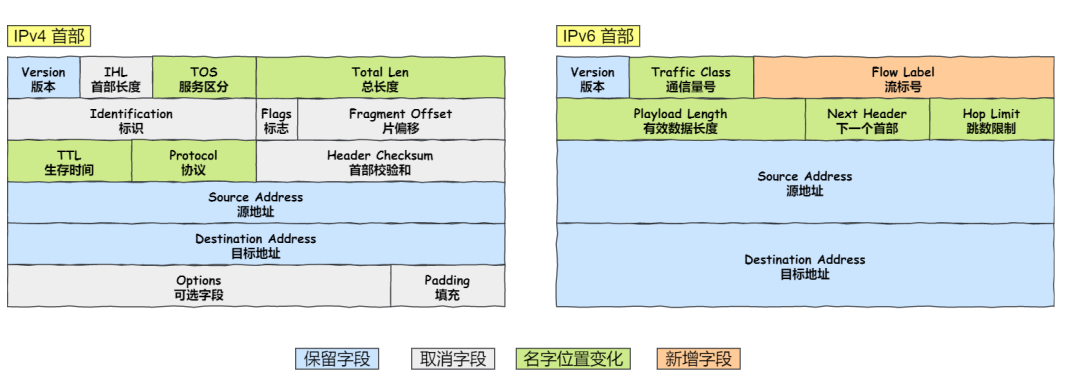 IPv4 首部
Version
版本
IHL
首部长度
TOS
服务区分
Total Len
总长度
Identification
标识
Flags
标志
Fragment Offset
片偏移
TTL
生存时间
Protocol
协议
Header Checksum
首部校验和
Source Address
源地址
Destination Address
目标地址
Options
可选字段
Padding
填充
IPv6 首部
Version
版本
Traffic Class
通信量号
Flow Label
流标号
Playload Length
有效数据长度
Next Header
下一个首部
Hop Limit
跳数限制
Source Address
源地址
Destination Address
目标地址
保留字段
取消字段
名字位置变化
新增字段